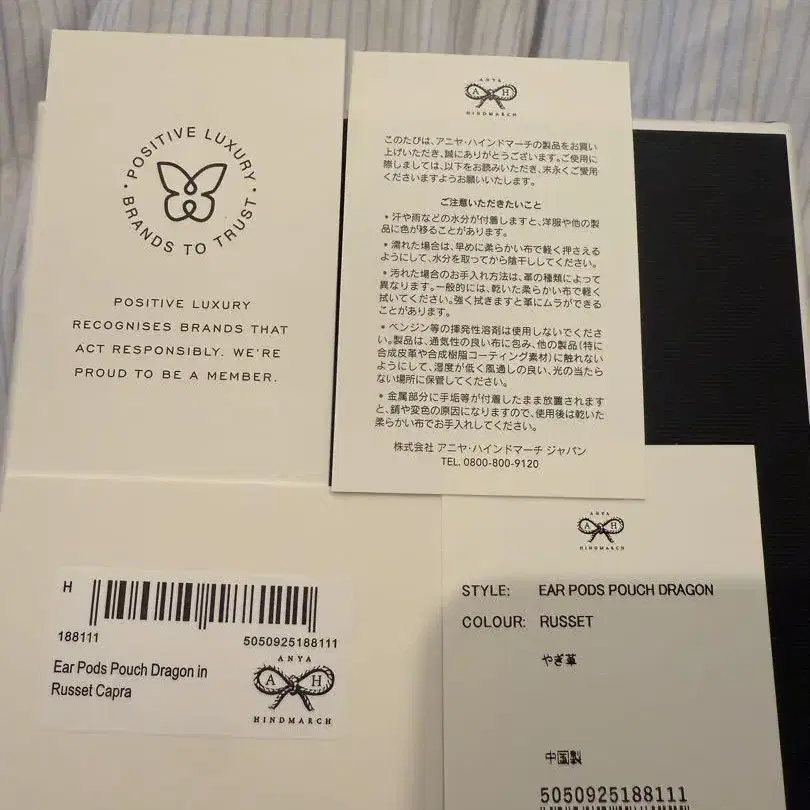 POSITIVE LUXURY
BRANDS TO TRUST
POSITIVE LUXURY
RECOGNISES BRANDS THAT
ACT RESPONSIBLY. WE'RE
PROUD TO BE A MEMBER.
ANYA
A H
HINDMARCH
このたびは、アニヤ・ハインドマーチの製品をお買い
上げいただき、誠にありがとうございます。ご使用に
際しましては、以下をお読みいただき、末永くご愛用
くださいますようお願いいたします。
ご注意いただきたいこと
* 汗や雨などの水分が付着しますと、洋服や他の製
品に色が移ることがあります。
* 濡れた場合は、早めに柔らかい布で軽く押さえる
ようにして、水分を取ってから陰干ししてください。
* 汚れた場合のお手入れ方法は、革の種類によって
異なります。一般的には、乾いた柔らかい布で軽く
拭いてください。強く拭きますと革にムラができる
ことがあります。
* ベンジン等の揮発性溶剤は使用しないでくださ
い。製品は、通気性の良い布に包み、他の製品(特に
合成皮革や合成樹脂コーティング素材)に触れない
ようにして、湿度が低く風通しの良い、光の当たら
ない場所に保管してください。
* 金属部分に手垢等が付着したまま放置されます
と、錆や変色の原因になりますので、使用後は乾いた
柔らかい布でお手入れしてください。
株式会社 アニヤ・ハインドマーチ ジャパン
TEL. 0800-800-9120
H
188111 5050925188111
Ear Pods Pouch Dragon in
Russet Capra
ANYA
A H
HINDMARCH
ANYA
A H
HINDMARCH
STYLE: EAR PODS POUCH DRAGON
COLOUR: RUSSET
やぎ革
中国製
5050925188111